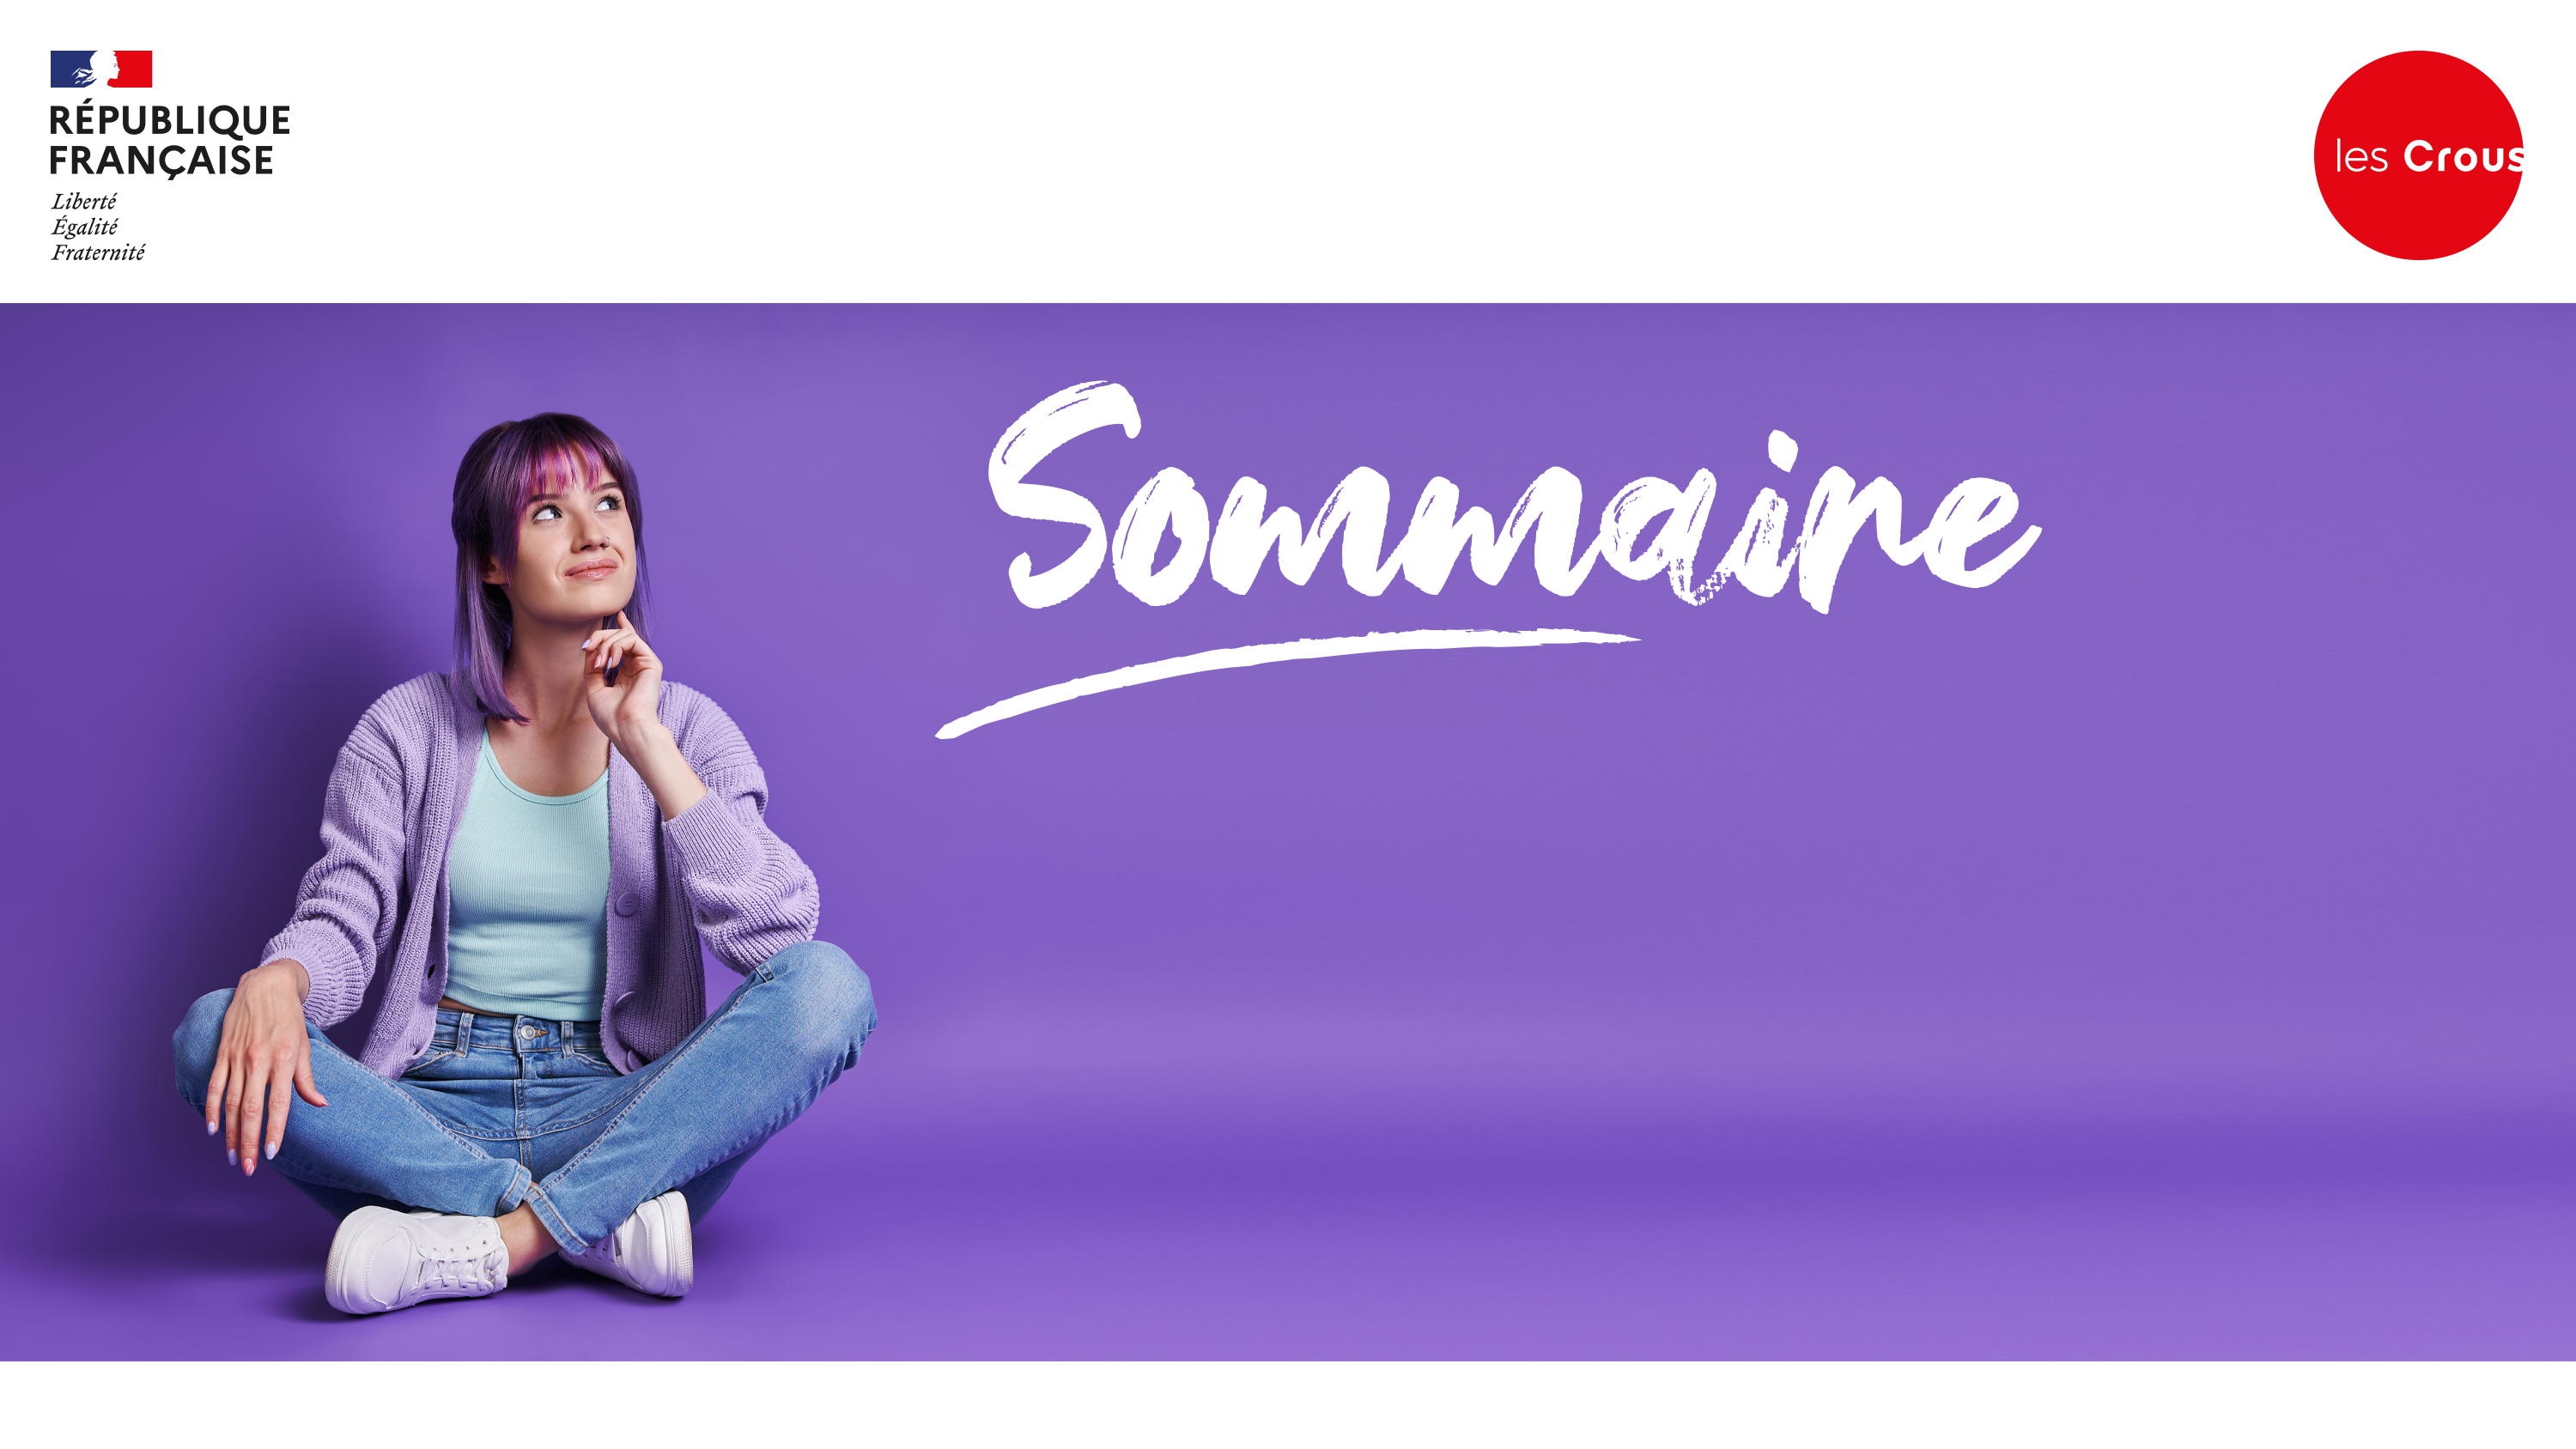 RÉPUBLIQUE
FRANÇAISE
Liberté
Égalité
Fraternité
les Crous
Sommaire